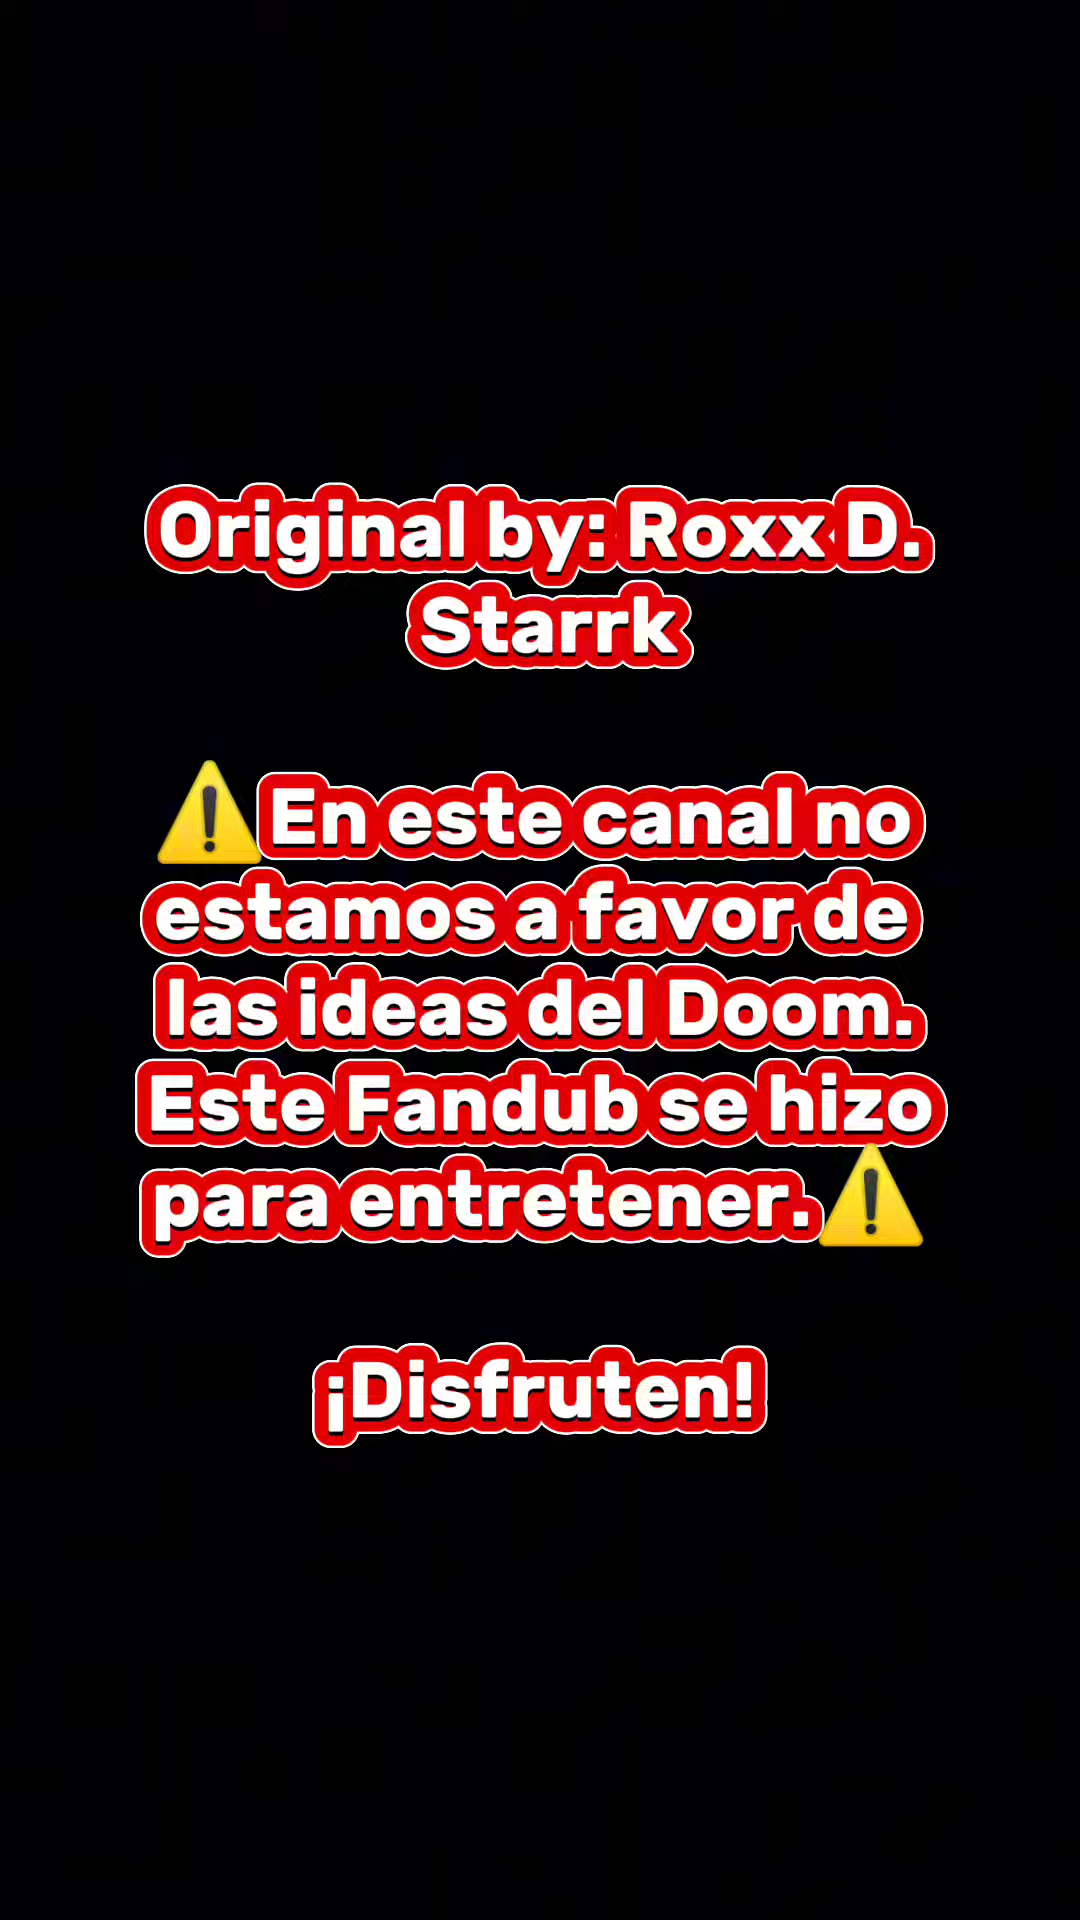 Original by: Roxx D.
Starrk
⚠️En este canal no
estamos a favor de
las ideas del Doom.
Este Fandub se hizo
para entretener.⚠️
¡Disfruten!